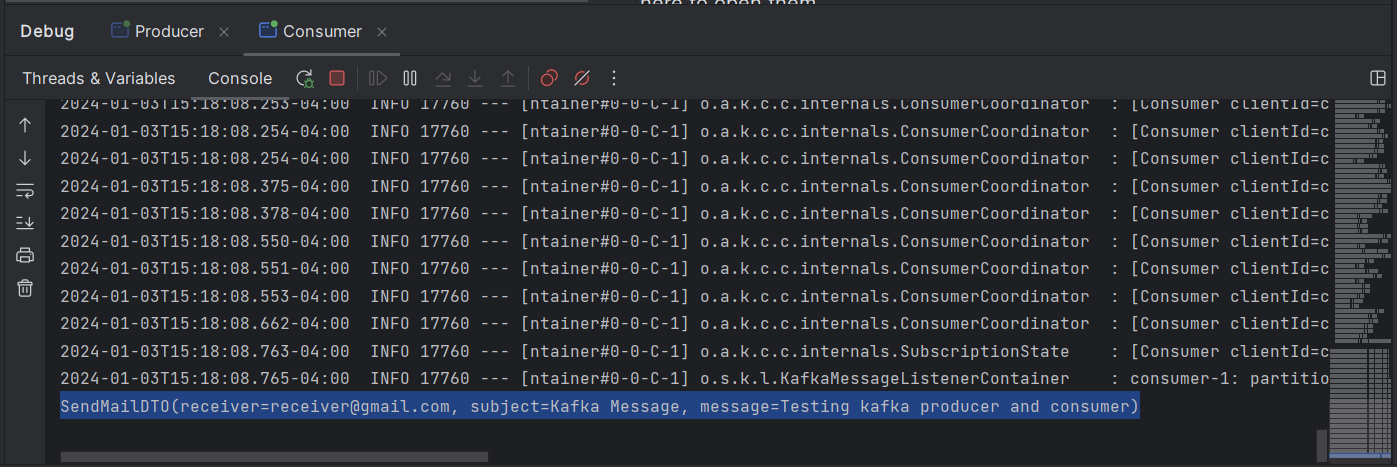 here to open them
Debug Producer Consumer
Threads & Variables Console
2024-01-03T15:18:08.253-04:00  INFO 17760 --- [ntainer#0-0-C-1] o.a.k.c.c.internals.ConsumerCoordinator  : [Consumer clientId=c
2024-01-03T15:18:08.254-04:00  INFO 17760 --- [ntainer#0-0-C-1] o.a.k.c.c.internals.ConsumerCoordinator  : [Consumer clientId=c
2024-01-03T15:18:08.254-04:00  INFO 17760 --- [ntainer#0-0-C-1] o.a.k.c.c.internals.ConsumerCoordinator  : [Consumer clientId=c
2024-01-03T15:18:08.375-04:00  INFO 17760 --- [ntainer#0-0-C-1] o.a.k.c.c.internals.ConsumerCoordinator  : [Consumer clientId=c
2024-01-03T15:18:08.378-04:00  INFO 17760 --- [ntainer#0-0-C-1] o.a.k.c.c.internals.ConsumerCoordinator  : [Consumer clientId=c
2024-01-03T15:18:08.550-04:00  INFO 17760 --- [ntainer#0-0-C-1] o.a.k.c.c.internals.ConsumerCoordinator  : [Consumer clientId=c
2024-01-03T15:18:08.551-04:00  INFO 17760 --- [ntainer#0-0-C-1] o.a.k.c.c.internals.ConsumerCoordinator  : [Consumer clientId=c
2024-01-03T15:18:08.553-04:00  INFO 17760 --- [ntainer#0-0-C-1] o.a.k.c.c.internals.ConsumerCoordinator  : [Consumer clientId=c
2024-01-03T15:18:08.662-04:00  INFO 17760 --- [ntainer#0-0-C-1] o.a.k.c.c.internals.ConsumerCoordinator  : [Consumer clientId=c
2024-01-03T15:18:08.763-04:00  INFO 17760 --- [ntainer#0-0-C-1] o.a.k.c.c.internals.SubscriptionState    : [Consumer clientId=c
2024-01-03T15:18:08.765-04:00  INFO 17760 --- [ntainer#0-0-C-1] o.s.k.l.KafkaMessageListenerContainer    : consumer-1: partitio
SendMailDTO(receiver=receiver@gmail.com, subject=Kafka Message, message=Testing kafka producer and consumer)